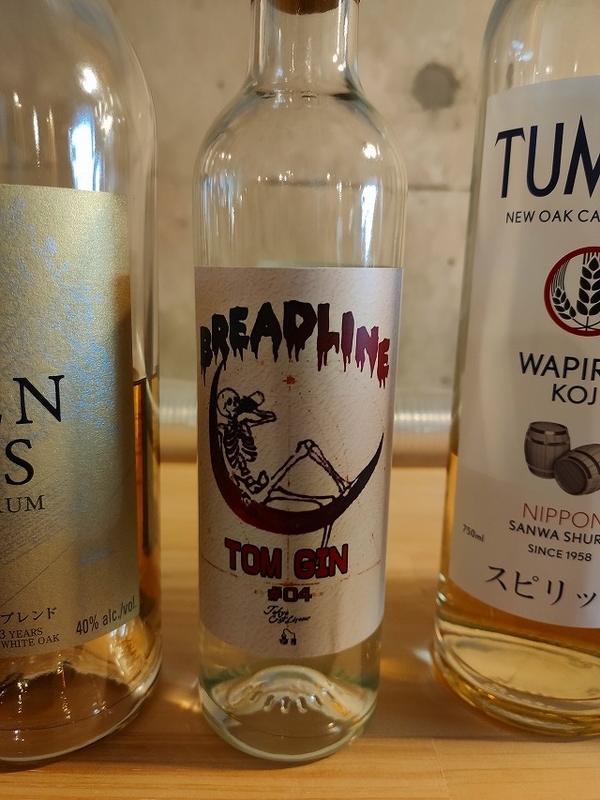 EN
S
RUM
ブレンド
3 YEARS
WHITE OAK
40% alc./vol.
BREADLINE
TOM GIN
#04
TUM
NEW OAK CA
WAPIR
KOJ
NIPPON
750ml
SANWA SHUR
SINCE 1958
スピリッ